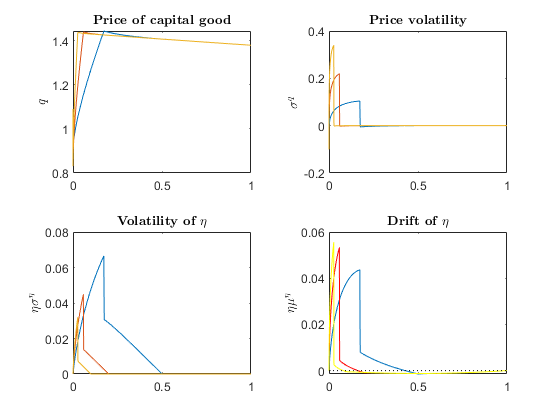 Price of capital good
1.4
1.2
1
0.8
q
0 0.5 1
Price volatility
0.4
0.2
0
-0.2
σ^q
0 0.5 1
Volatility of η
0.08
0.06
0.04
0.02
0
ησ^η
0 0.5 1
Drift of η
0.06
0.04
0.02
0
ημ^η
0 0.5 1